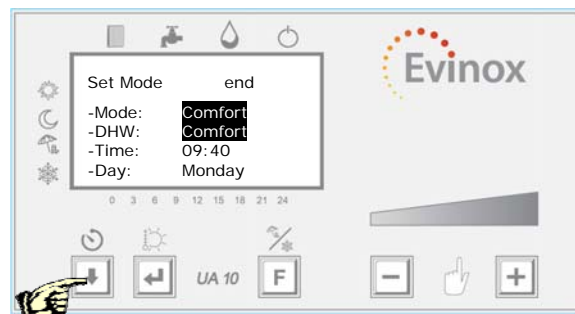 Evinox
Set Mode end
-Mode: Comfort
-DHW: Comfort
-Time: 09:40
-Day: Monday
0 3 6 9 12 15 18 21 24
UA 10 F